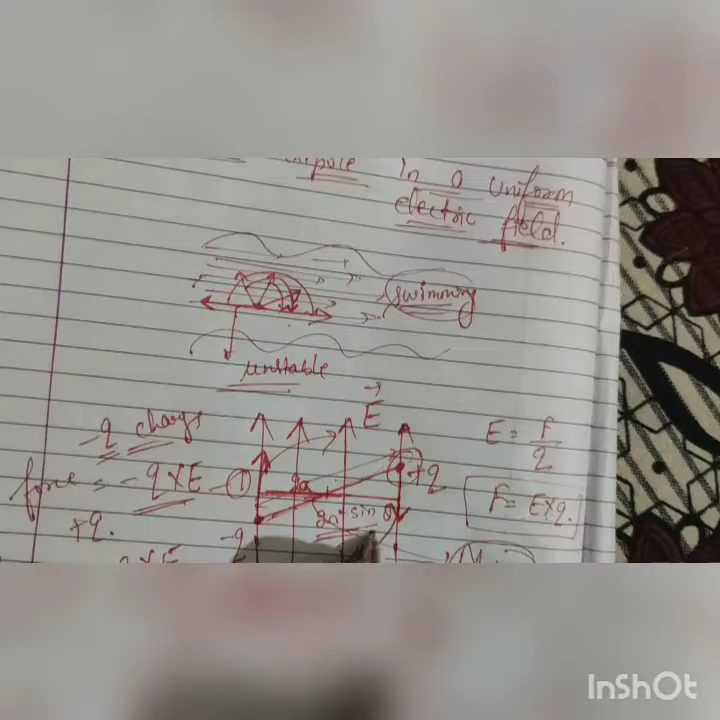 In a uniform
electric field.
swimming
unstable
-q charge
E
E = F/q
force = -q×E
2a
+q
F = E×q
2a sin θ
+q.
-q
InShOt